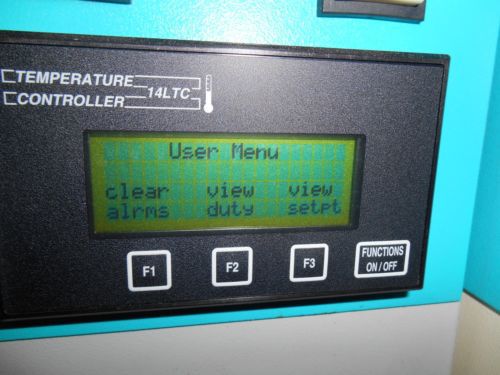 TEMPERATURE
CONTROLLER 14LTC
User Menu
clear view view
alrms duty setpt
F1 F2 F3 FUNCTIONS
ON / OFF